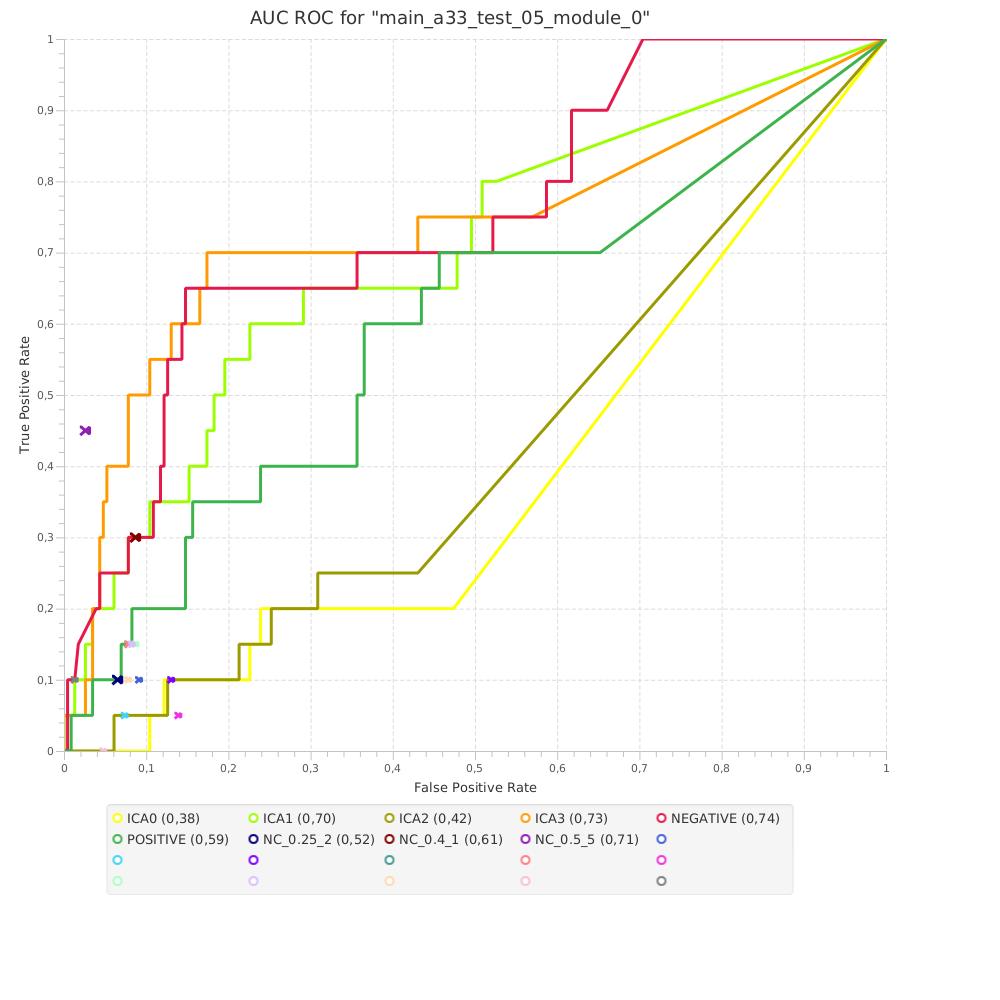 AUC ROC for "main_a33_test_05_module_0"
1
0,9
0,8
0,7
0,6
0,5
0,4
0,3
0,2
0,1
0
True Positive Rate
0 0,1 0,2 0,3 0,4 0,5 0,6 0,7 0,8 0,9 1
False Positive Rate
ICA0 (0,38) ICA1 (0,70) ICA2 (0,42) ICA3 (0,73) NEGATIVE (0,74)
POSITIVE (0,59) NC_0.25_2 (0,52) NC_0.4_1 (0,61) NC_0.5_5 (0,71)